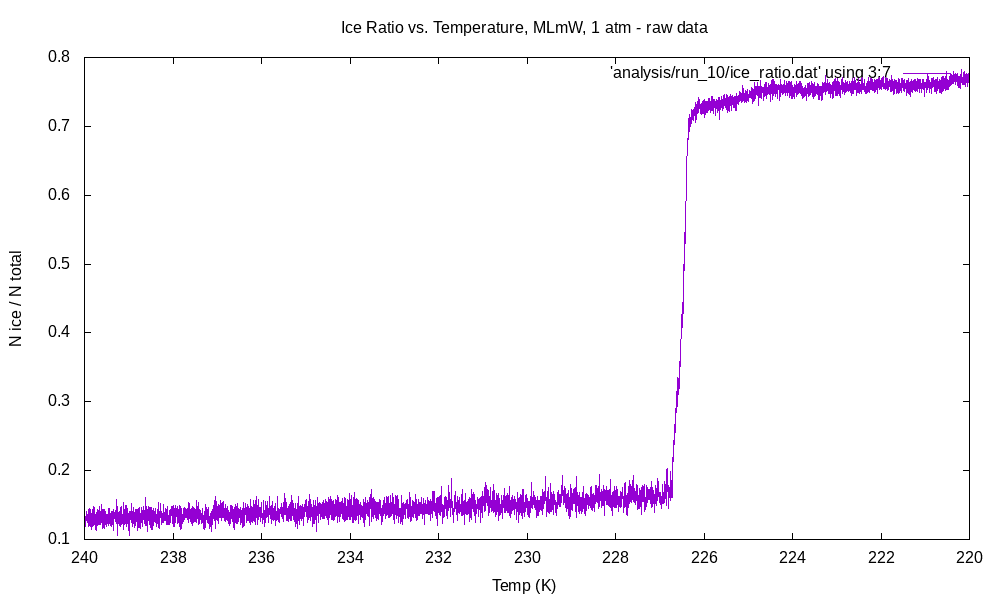 Ice Ratio vs. Temperature, MLmW, 1 atm - raw data
'analysis/run_10/ice_ratio.dat' using 3:7
N ice / N total
0.8
0.7
0.6
0.5
0.4
0.3
0.2
0.1
240 238 236 234 232 230 228 226 224 222 220
Temp (K)